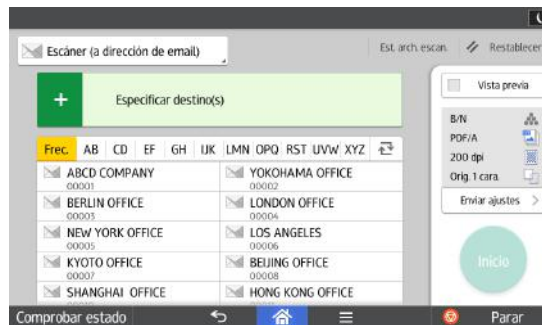 Escáner (a dirección de email)
Est. arch. escan.
Restablecer
+ Especificar destino(s)
Vista previa
Frec. AB CD EF GH IJK LMN OPQ RST UVW XYZ
ABCD COMPANY
00001
YOKOHAMA OFFICE
00002
BERLIN OFFICE
00003
LONDON OFFICE
00004
NEW YORK OFFICE
00005
LOS ANGELES
00006
KYOTO OFFICE
00007
BEIJING OFFICE
00008
SHANGHAI OFFICE
HONG KONG OFFICE
B/N
PDF/A
200 dpi
Orig. 1 cara
Enviar ajustes >
Inicio
Comprobar estado
Parar